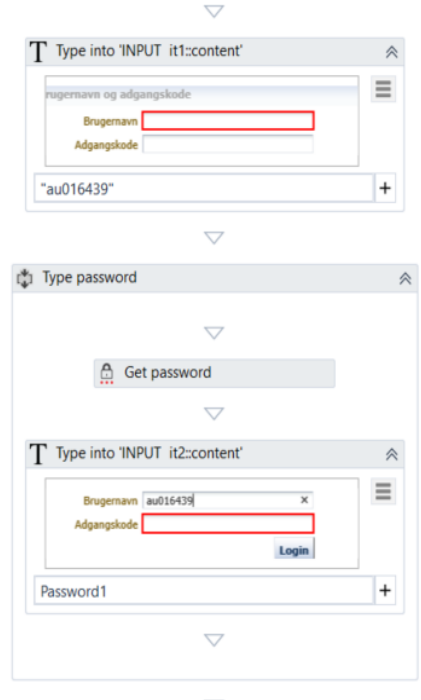 T Type into 'INPUT it1::content'
rugernavn og adgangskode
Brugernavn
Adgangskode
"au016439"
+
Type password
Get password
T Type into 'INPUT it2::content'
Brugernavn au016439 ×
Adgangskode
Login
Password1
+